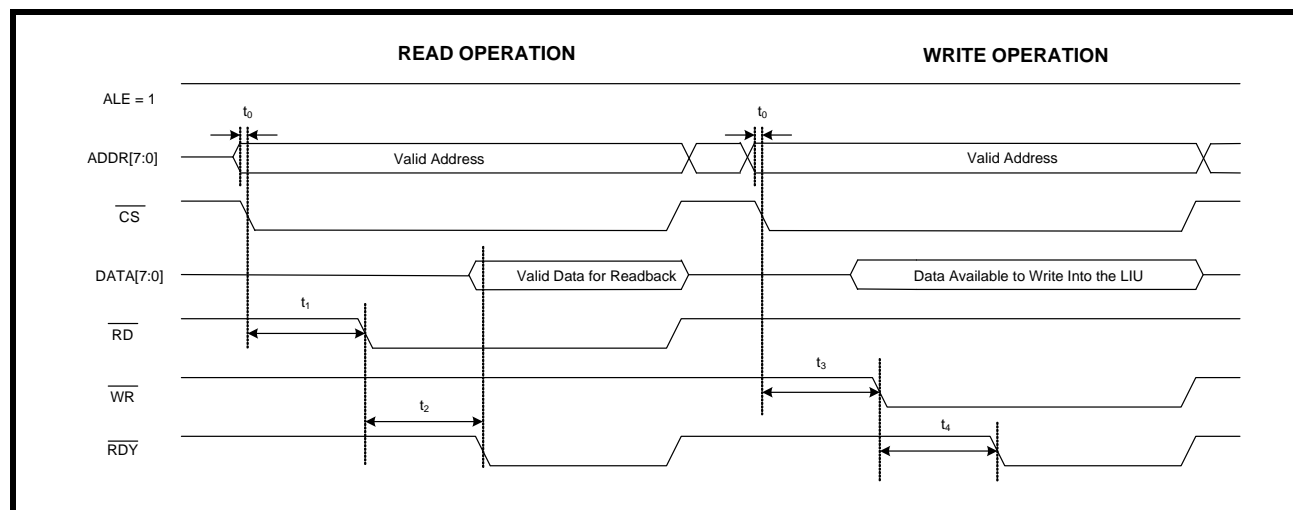 READ OPERATION WRITE OPERATION
ALE = 1
t0 t0
ADDR[7:0] Valid Address Valid Address
CS
DATA[7:0] Valid Data for Readback Data Available to Write Into the LIU
t1
RD
t3
WR
t2
t4
RDY